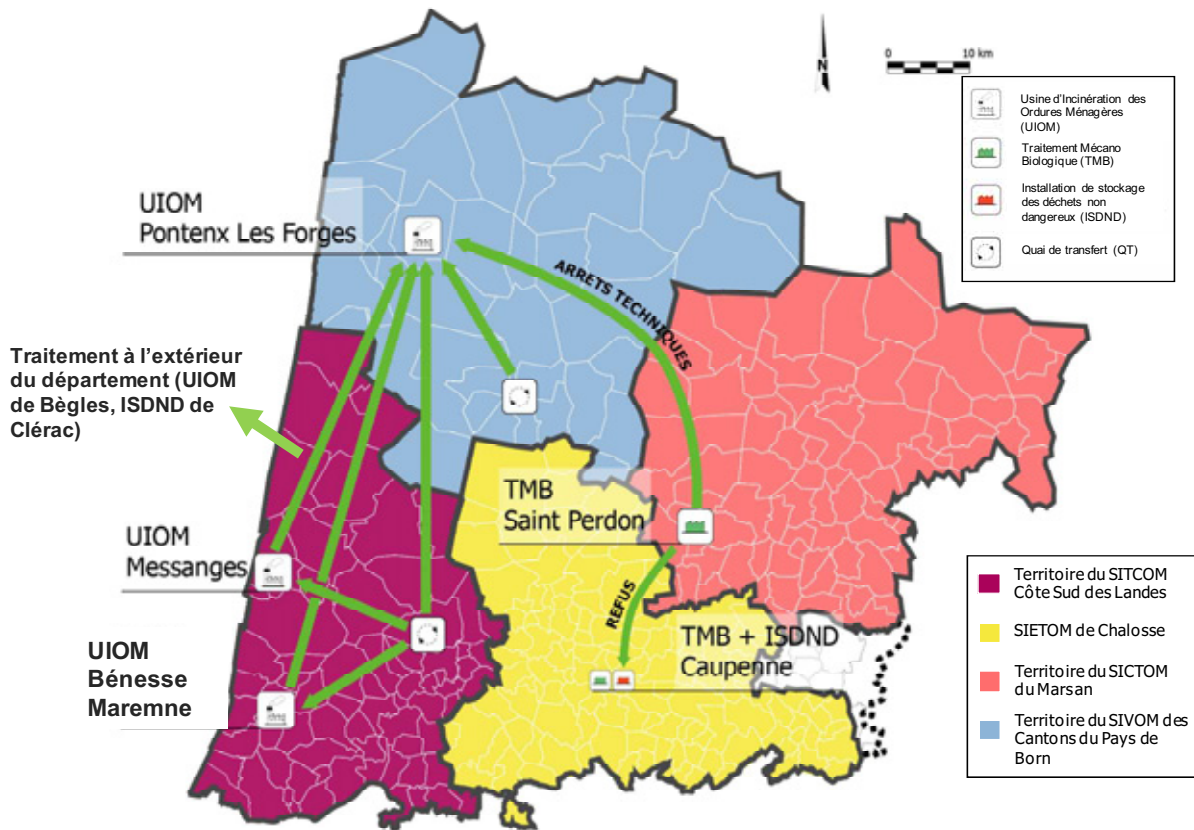 N
0
10 km
Usine d'Incinération des
Ordures Ménagères
(UIOM)
Traitement Mécano
Biologique (TMB)
Installation de stockage
des déchets non
dangereux (ISDND)
Quai de transfert (QT)
UIOM
Pontenx Les Forges
ARRETS TECHNIQUES
Traitement à l'extérieur
du département (UIOM
de Bègles, ISDND de
Clérac)
TMB
Saint Perdon
UIOM
Messanges
REFUS
TMB + ISDND
Caupenne
UIOM
Bénesse
Maremne
Territoire du SITCOM
Côte Sud des Landes
SIETOM de Chalosse
Territoire du SICTOM
du Marsan
Territoire du SIVOM des
Cantons du Pays de
Born